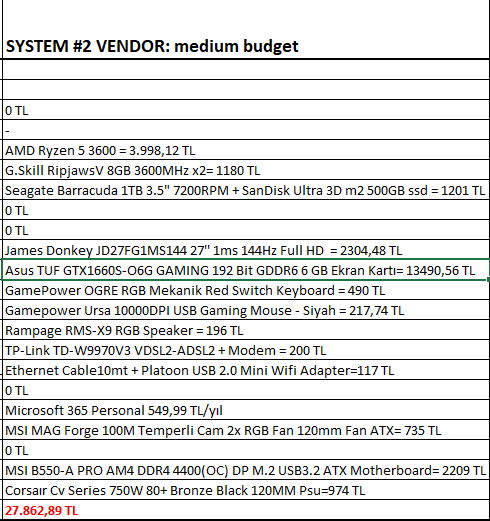 SYSTEM #2 VENDOR: medium budget
0 TL
-
AMD Ryzen 5 3600 = 3.998,12 TL
G.Skill RipjawsV 8GB 3600MHz x2= 1180 TL
Seagate Barracuda 1TB 3.5" 7200RPM + SanDisk Ultra 3D m2 500GB ssd = 1201 TL
0 TL
0 TL
James Donkey JD27FG1MS144 27" 1ms 144Hz Full HD = 2304,48 TL
Asus TUF GTX1660S-O6G GAMING 192 Bit GDDR6 6 GB Ekran Kartı= 13490,56 TL
GamePower OGRE RGB Mekanik Red Switch Keyboard = 490 TL
Gamepower Ursa 10000DPI USB Gaming Mouse - Siyah = 217,74 TL
Rampage RMS-X9 RGB Speaker = 196 TL
TP-Link TD-W9970V3 VDSL2-ADSL2 + Modem = 200 TL
Ethernet Cable10mt + Platoon USB 2.0 Mini Wifi Adapter=117 TL
0 TL
Microsoft 365 Personal 549,99 TL/yıl
MSI MAG Forge 100M Temperli Cam 2x RGB Fan 120mm Fan ATX= 735 TL
0 TL
MSI B550-A PRO AM4 DDR4 4400(OC) DP M.2 USB3.2 ATX Motherboard= 2209 TL
Corsaır Cv Series 750W 80+ Bronze Black 120MM Psu=974 TL
27.862,89 TL